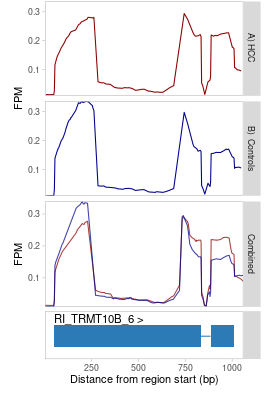 0.3
0.2
0.1
FPM
A) HCC
0.3
0.2
0.1
FPM
B) Controls
0.3
0.2
0.1
FPM
Combined
RI_TRMT10B_6 >
250
500
750
1000
Distance from region start (bp)